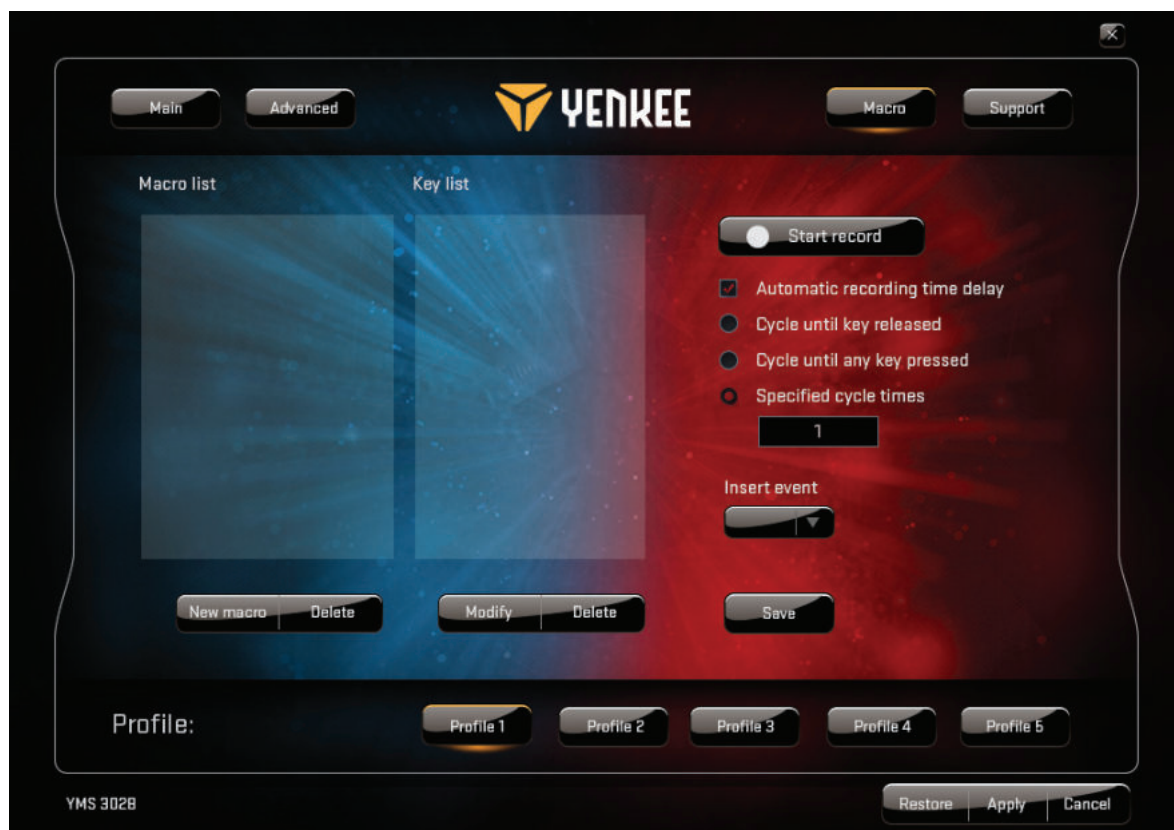 Main
Advanced
YENKEE
Macro
Support
Macro list
Key list
Start record
Automatic recording time delay
Cycle until key released
Cycle until any key pressed
Specified cycle times
1
Insert event
New macro
Delete
Modify
Delete
Save
Profile:
Profile 1
Profile 2
Profile 3
Profile 4
Profile 5
YMS 3028
Restore
Apply
Cancel